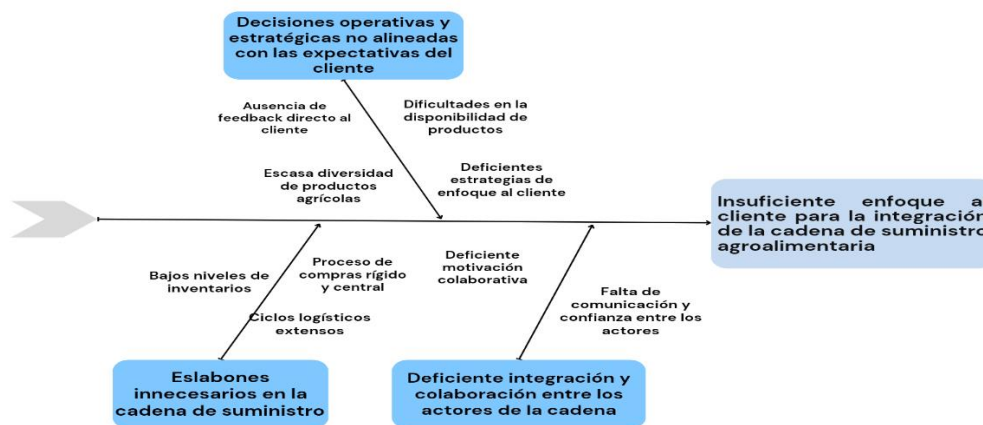 Decisiones operativas y
estratégicas no alineadas
con las expectativas del
cliente
Ausencia de
feedback directo al
cliente
Dificultades en la
disponibilidad de
productos
Escasa diversidad
de productos
agrícolas
Deficientes
estrategias de
enfoque al cliente
Insuficiente enfoque al
cliente para la integración
de la cadena de suministro
agroalimentaria
Bajos niveles de
inventarios
Proceso de
compras rígido
y central
Ciclos logísticos
extensos
Deficiente
motivación
colaborativa
Falta de
comunicación y
confianza entre los
actores
Eslabones
innecesarios en la
cadena de suministro
Deficiente integración y
colaboración entre los
actores de la cadena